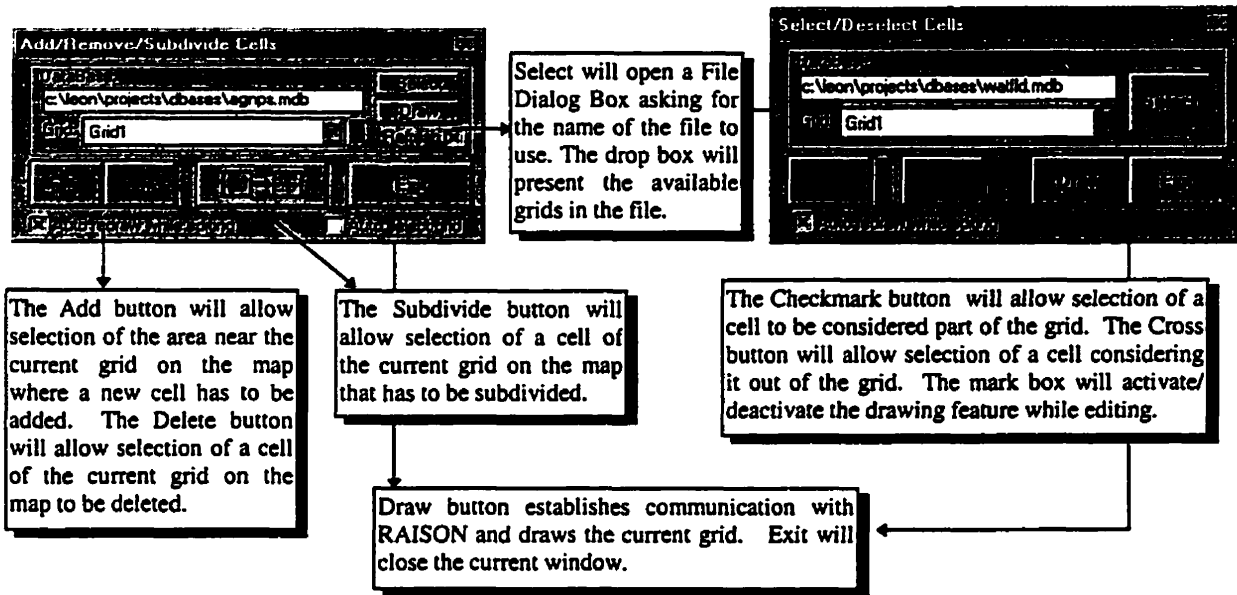 Add/Remove/Subdivide Cells
DataBase
c:\leon\projects\dbases\agnps.mdb
Grid1
Draw
Exit
Select will open a File
Dialog Box asking for
the name of the file to
use. The drop box will
present the available
grids in the file.
Select/Deselect Cells
c:\leon\projects\dbases\watfld.mdb
Grid1
Draw
Exit
The Add button will allow
selection of the area near the
current grid on the map
where a new cell has to be
added. The Delete button
will allow selection of a cell
of the current grid on the
map to be deleted.
The Subdivide button will
allow selection of a cell of
the current grid on the map
that has to be subdivided.
The Checkmark button will allow selection of a
cell to be considered part of the grid. The Cross
button will allow selection of a cell considering
it out of the grid. The mark box will activate/
deactivate the drawing feature while editing.
Draw button establishes communication with
RAISON and draws the current grid. Exit will
close the current window.